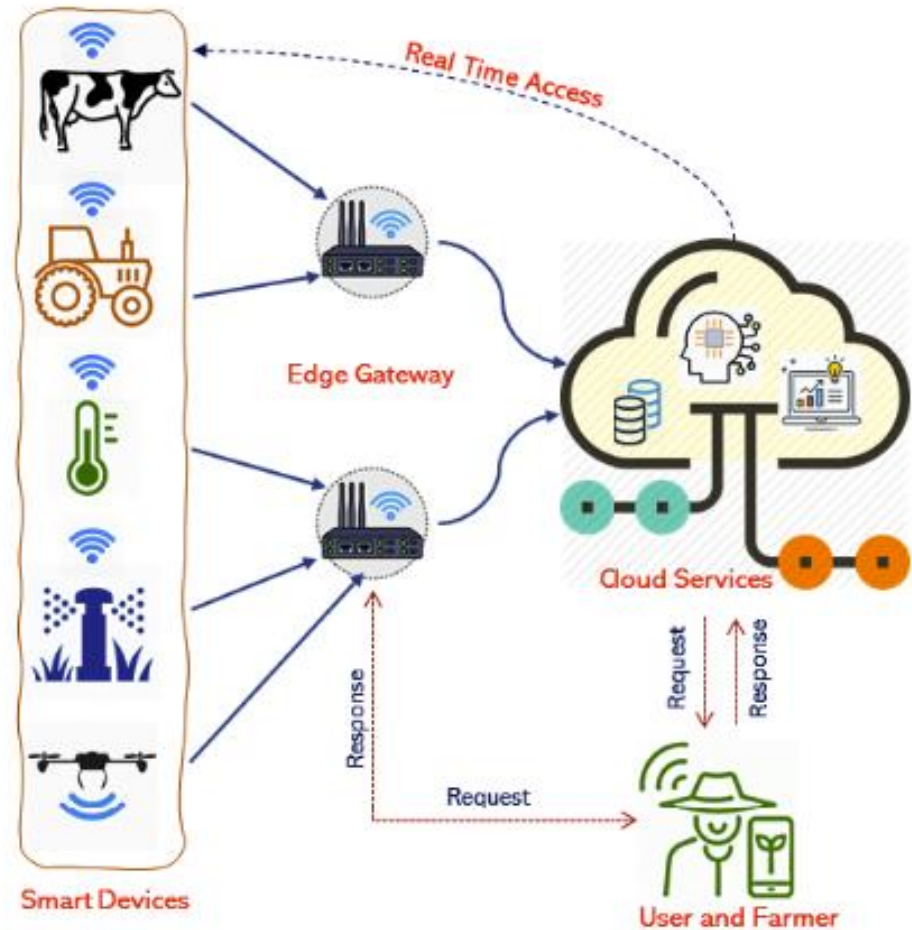 Real Time Access
Edge Gateway
Cloud Services
Request
Response
Response
Request
Smart Devices
User and Farmer